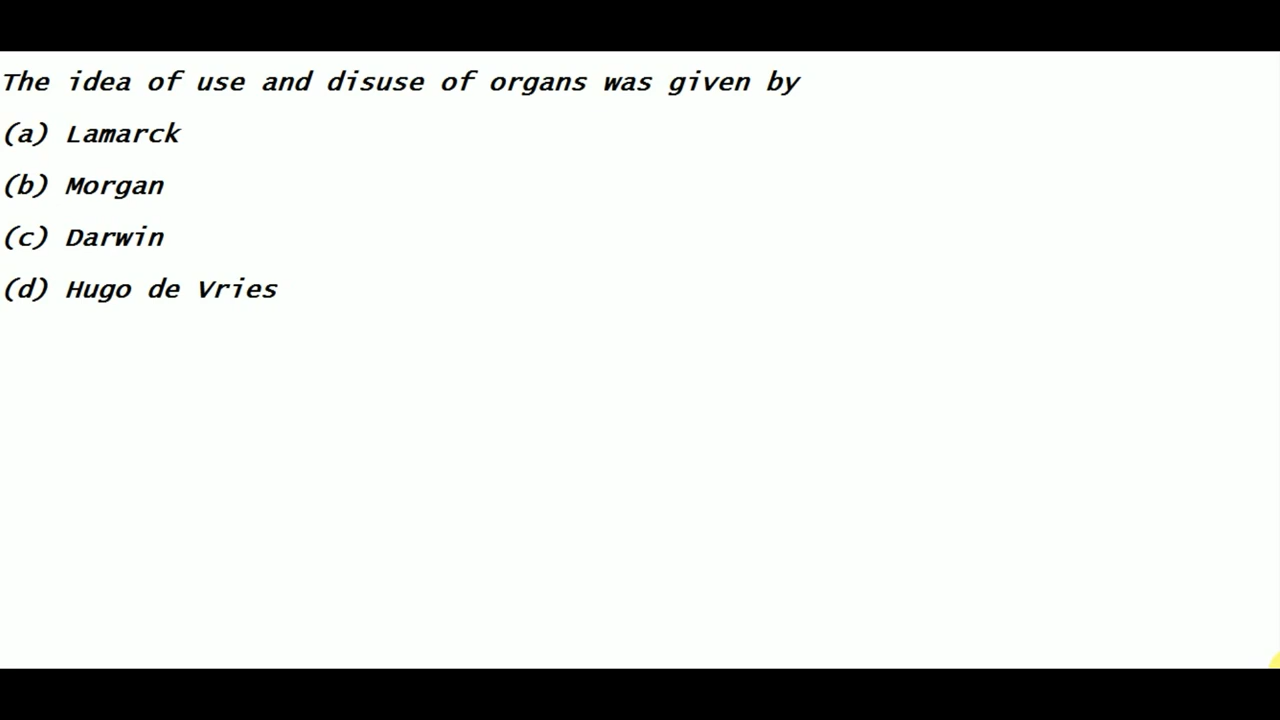 The idea of use and disuse of organs was given by
(a) Lamarck
(b) Morgan
(c) Darwin
(d) Hugo de Vries